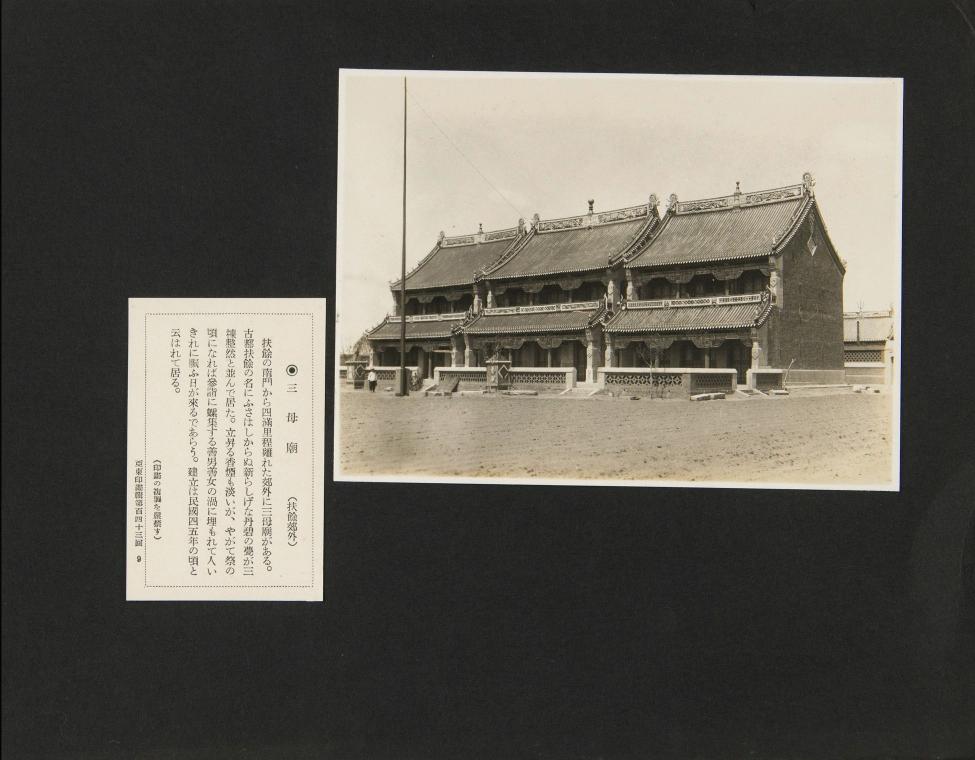 ◉三母廟 (扶餘郊外)
扶餘の南門から四滿里程離れた郊外に三母廟がある。
古都扶餘の名にふさはしからぬ新らしげな丹碧の甍が三
棟整然と並んで居た。立昇る香煙も淡いが、やがて祭の
頃になれば參詣に蝟集する善男善女の渦に埋もれて人い
きれに賑ふ日が來るであらう。建立は民國四五年の頃と
云はれて居る。
(印畫の複製を嚴禁す)
亞東印畫輯第百四十三回 9